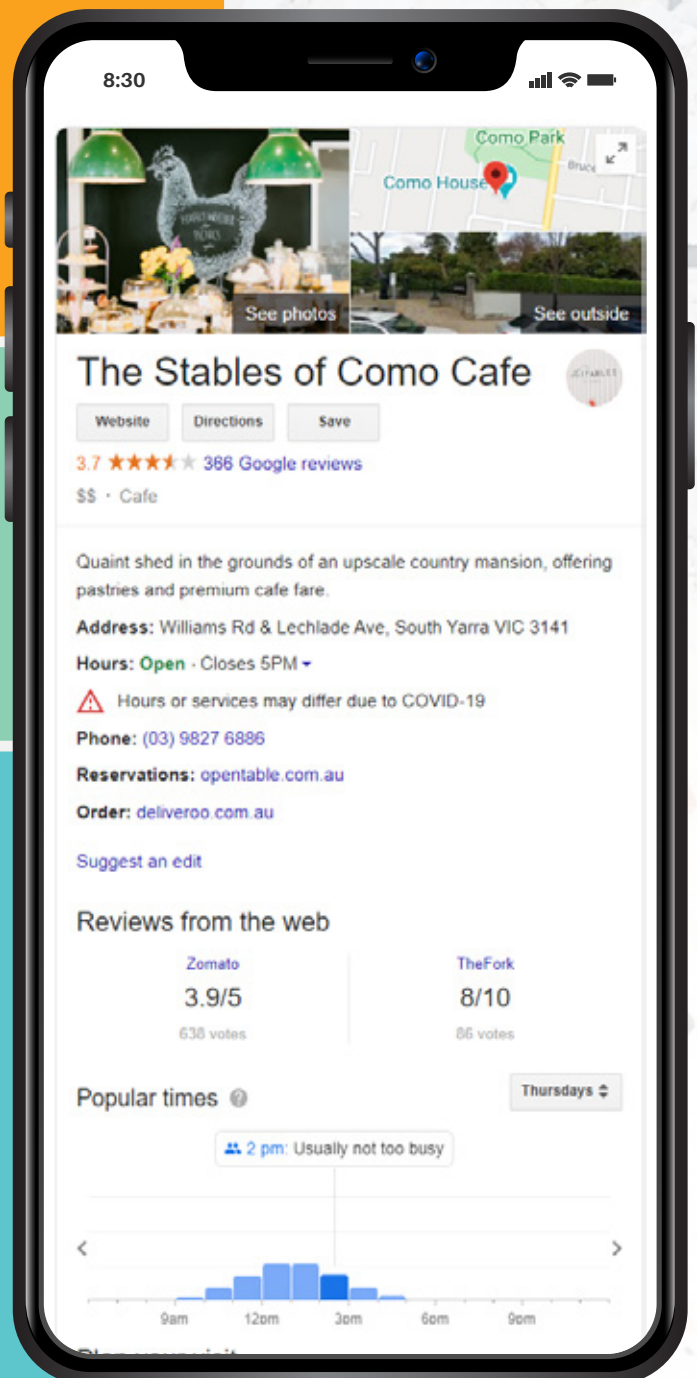 8:30
Como Park
Bruce
Como House
See photos
See outside
The Stables of Como Cafe
Website Directions Save
3.7 366 Google reviews
$$ · Cafe
Quaint shed in the grounds of an upscale country mansion, offering
pastries and premium cafe fare.
Address: Williams Rd & Lechlade Ave, South Yarra VIC 3141
Hours: Open · Closes 5PM
Hours or services may differ due to COVID-19
Phone: (03) 9827 6886
Reservations: opentable.com.au
Order: deliveroo.com.au
Suggest an edit
Reviews from the web
Zomato TheFork
3.9/5 8/10
638 votes 86 votes
Popular times ?
Thursdays
2 pm: Usually not too busy
9am 12pm 3pm 6pm 9pm
Plan your visit